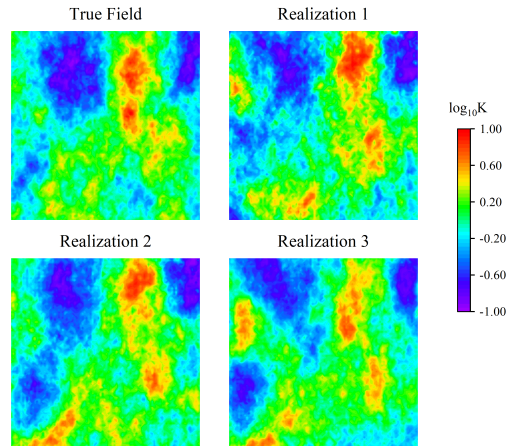 True Field
Realization 1
log10K
1.00
0.60
0.20
-0.20
-0.60
-1.00
Realization 2
Realization 3